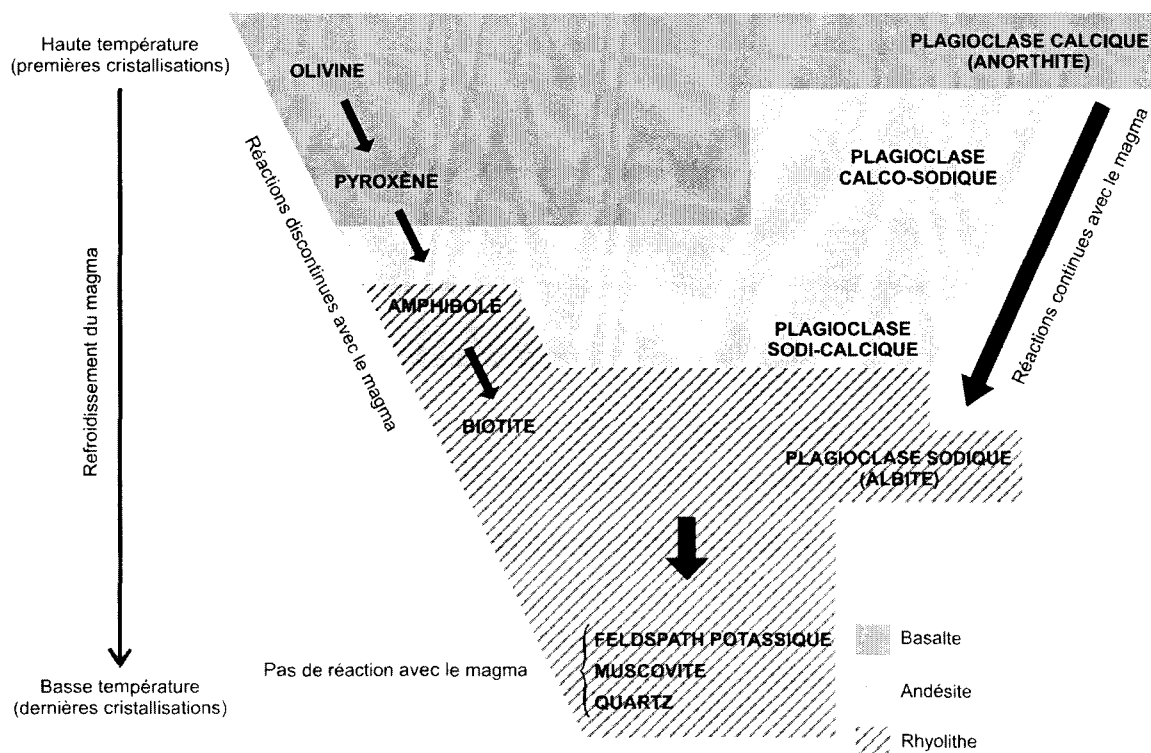 Haute température
(premières cristallisations)
PLAGIOCLASE CALCIQUE
(ANORTHITE)
OLIVINE
PLAGIOCLASE
CALCO-SODIQUE
PYROXÈNE
Réactions discontinues avec le magma
Réactions continues avec le magma
Refroidissement du magma
AMPHIBOLE
PLAGIOCLASE
SODI-CALCIQUE
BIOTITE
PLAGIOCLASE SODIQUE
(ALBITE)
Pas de réaction avec le magma
FELDSPATH POTASSIQUE
MUSCOVITE
QUARTZ
Basse température
(dernières cristallisations)
Basalte
Andésite
Rhyolithe